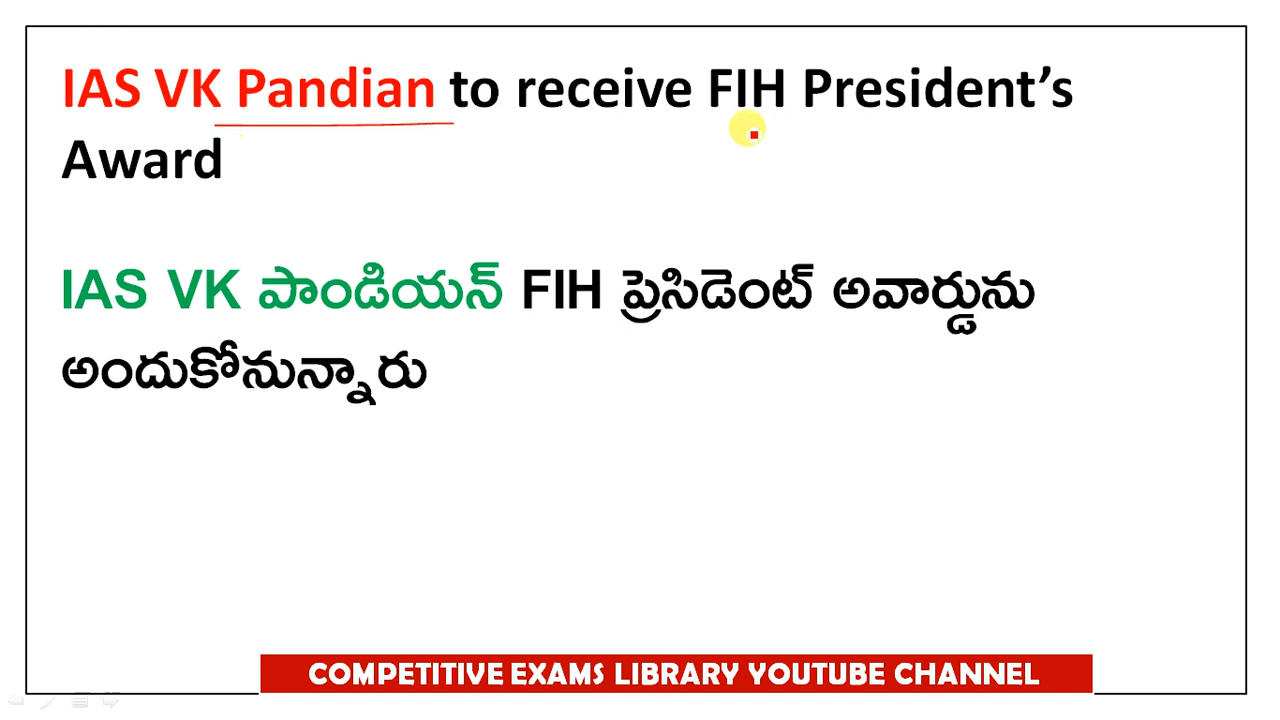 IAS VK Pandian to receive FIH President’s
Award
IAS VK పాండియన్ FIH ప్రెసిడెంట్ అవార్డును
అందుకోనున్నారు
COMPETITIVE EXAMS LIBRARY YOUTUBE CHANNEL